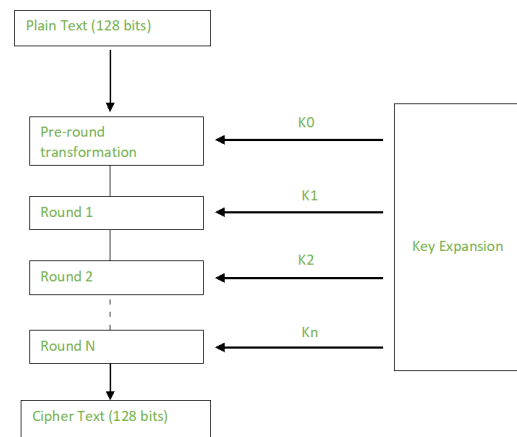 Plain Text (128 bits)
Pre-round
transformation
K0
Round 1
K1
Key Expansion
Round 2
K2
Round N
Kn
Cipher Text (128 bits)